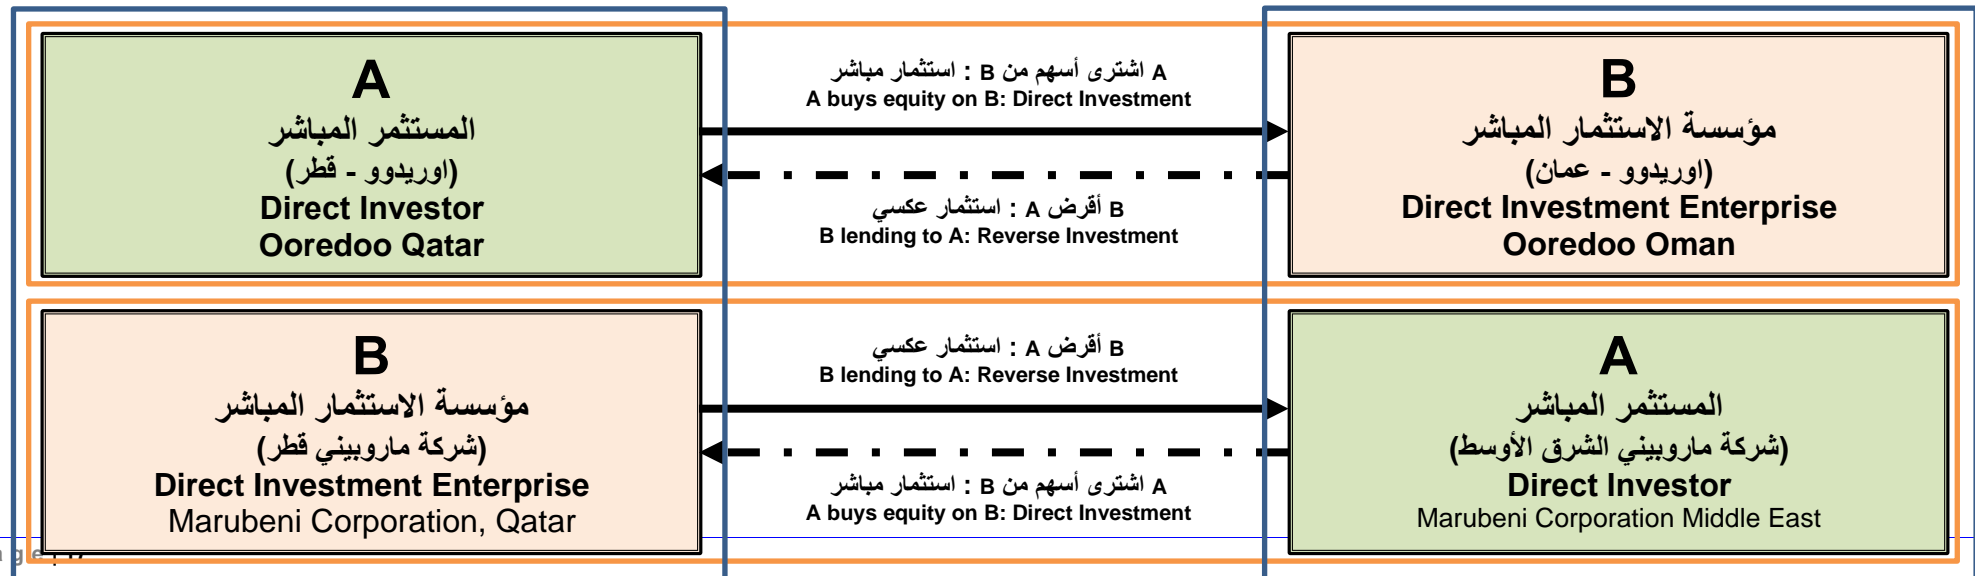 A
المستثمر المباشر
(اوريدوو - قطر)
Direct Investor
Ooredoo Qatar
A اشترى أسهم من B : استثمار مباشر
A buys equity on B: Direct Investment
B أقرض A : استثمار عكسي
B lending to A: Reverse Investment
B
مؤسسة الاستثمار المباشر
(اوريدوو - عمان)
Direct Investment Enterprise
Ooredoo Oman
B
مؤسسة الاستثمار المباشر
(شركة ماروبيني قطر)
Direct Investment Enterprise
Marubeni Corporation, Qatar
B أقرض A : استثمار عكسي
B lending to A: Reverse Investment
A اشترى أسهم من B : استثمار مباشر
A buys equity on B: Direct Investment
A
المستثمر المباشر
(شركة ماروبيني الشرق الأوسط)
Direct Investor
Marubeni Corporation Middle East